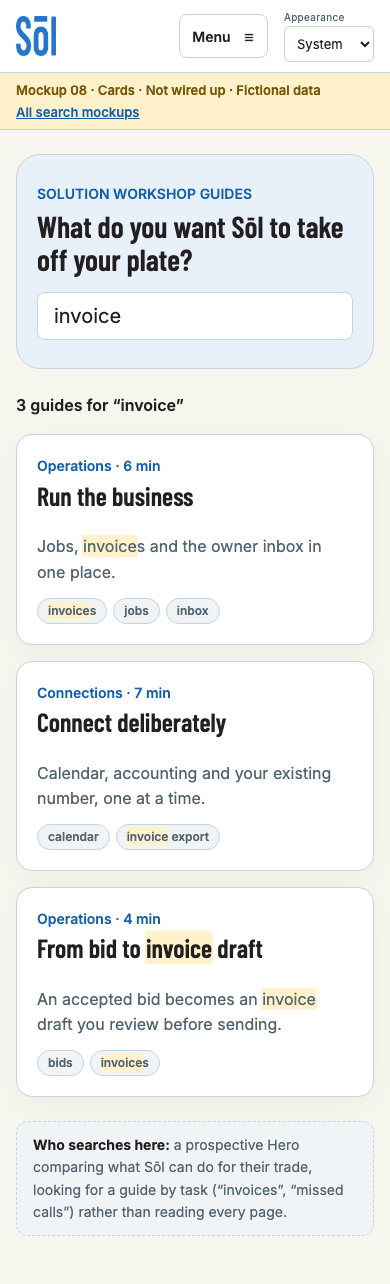 Sōl
Menu ≡
Appearance
System
Mockup 08 · Cards · Not wired up · Fictional data
All search mockups
SOLUTION WORKSHOP GUIDES
What do you want Sōl to take
off your plate?
invoice
3 guides for “invoice”
Operations · 6 min
Run the business
Jobs, invoices and the owner inbox in
one place.
invoices jobs inbox
Connections · 7 min
Connect deliberately
Calendar, accounting and your existing
number, one at a time.
calendar invoice export
Operations · 4 min
From bid to invoice draft
An accepted bid becomes an invoice
draft you review before sending.
bids invoices
Who searches here: a prospective Hero
comparing what Sōl can do for their trade,
looking for a guide by task (“invoices”, “missed
calls”) rather than reading every page.